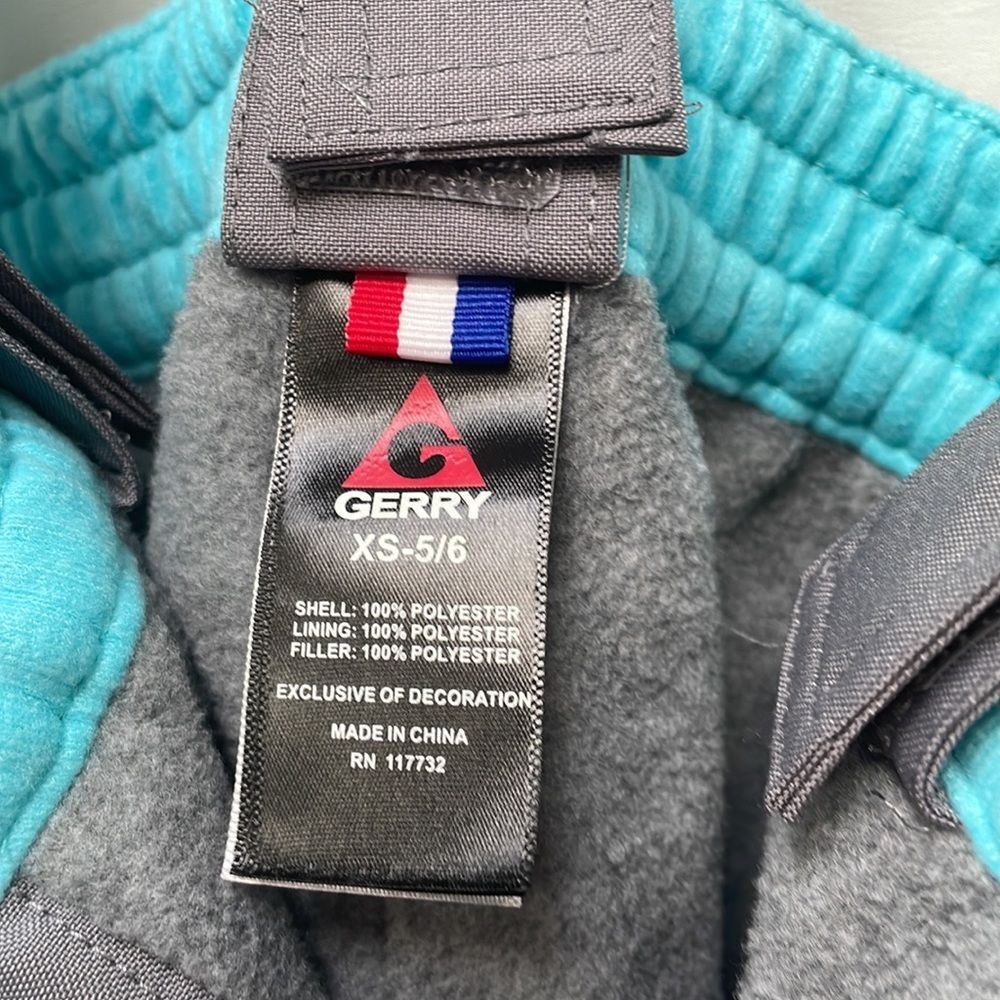 GERRY
XS-5/6
SHELL: 100% POLYESTER
LINING: 100% POLYESTER
FILLER: 100% POLYESTER
EXCLUSIVE OF DECORATION
MADE IN CHINA
RN 117732